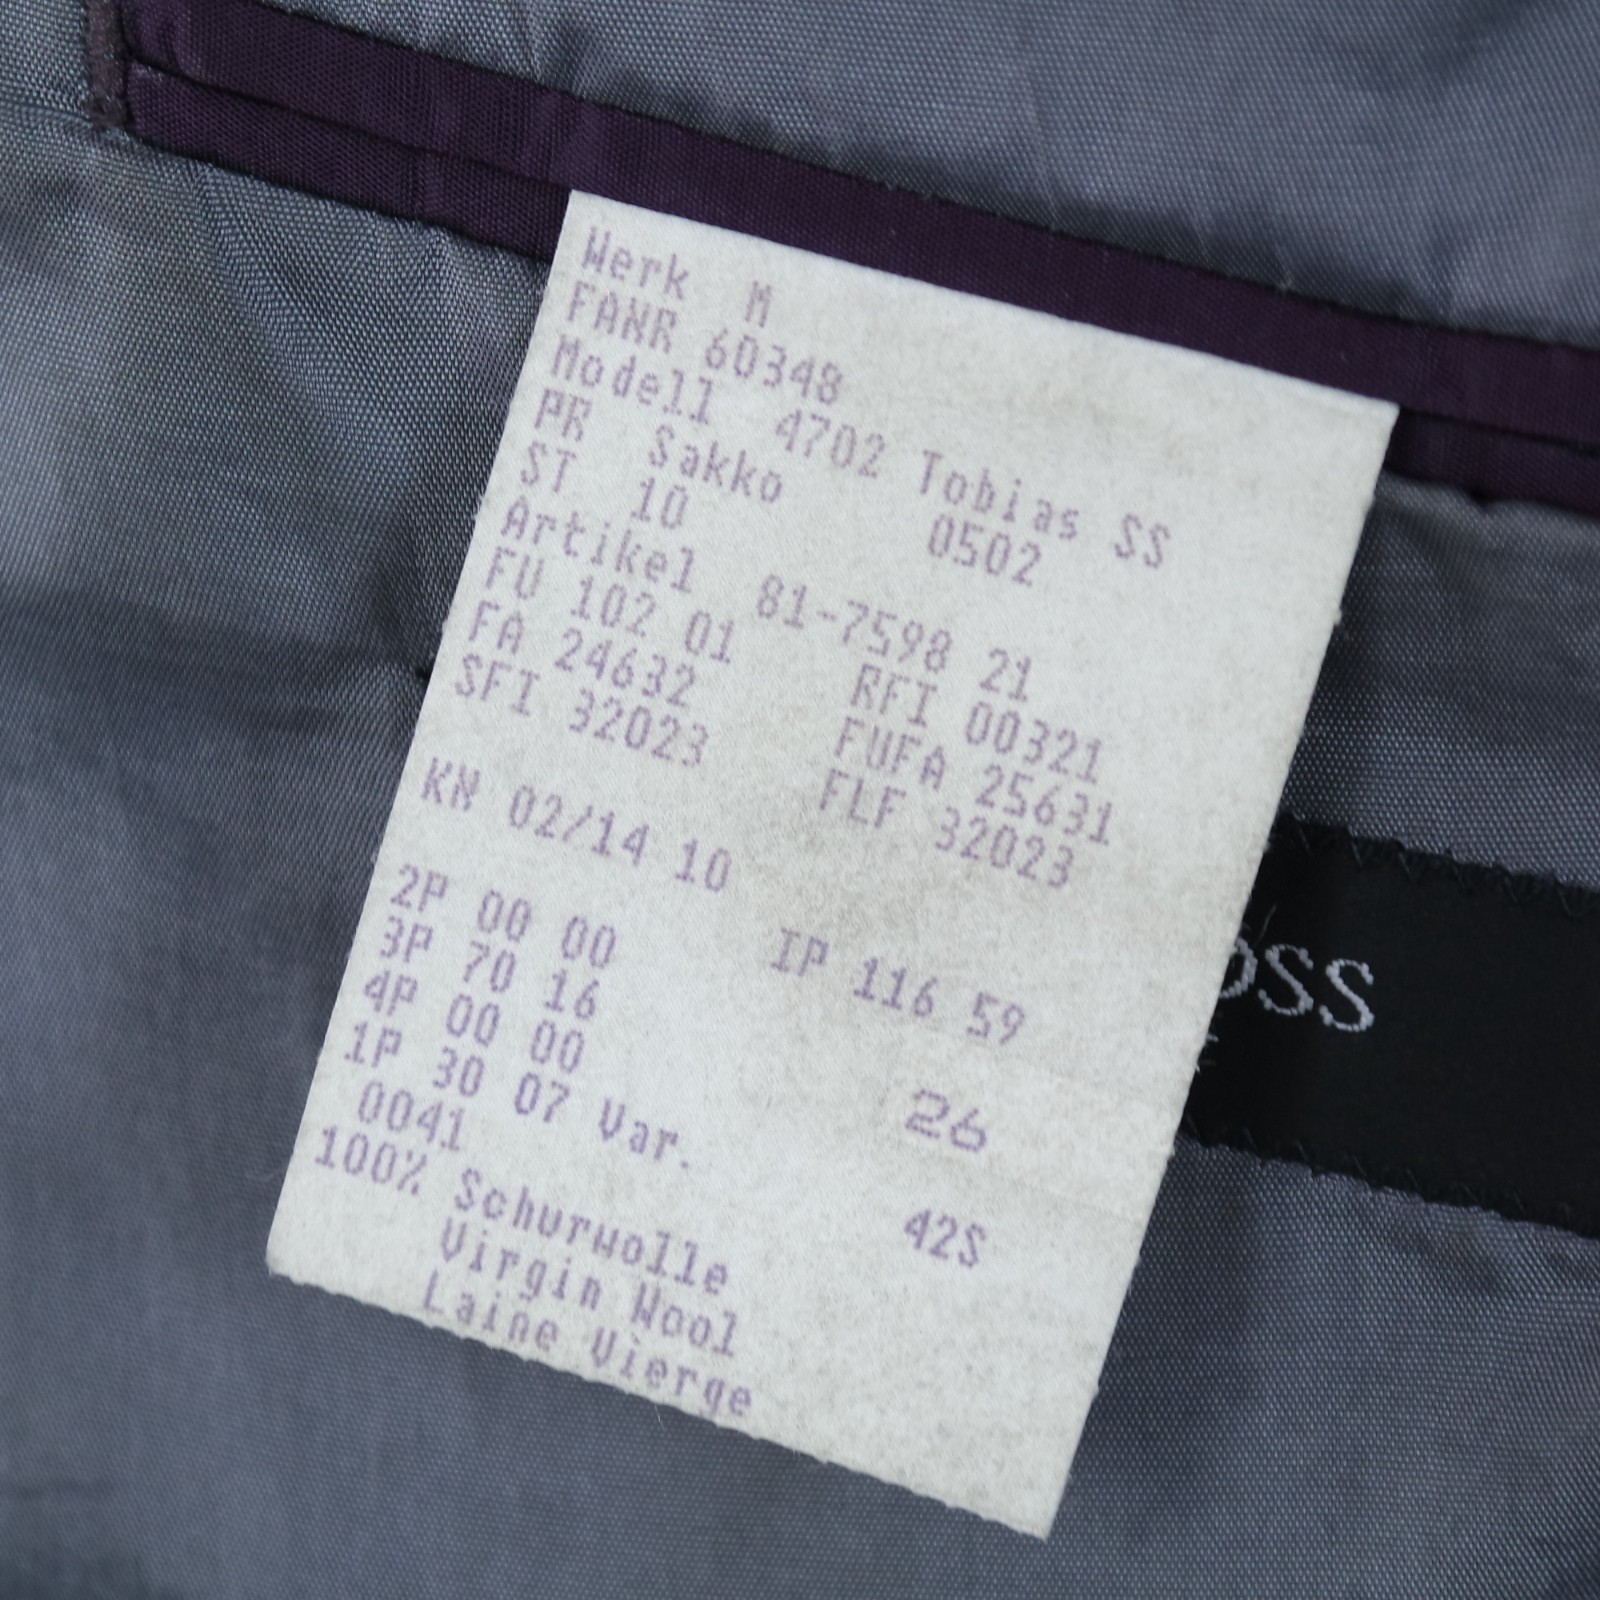 Werk M
FANR 60348
Modell 4702 Tobias SS
PR Sakko 0502
ST 10
Artikel 81-7598 21
FU 102 01 RFI 00321
FA 24632 FUFA 25631
SFI 32023 FLF 32023
KN 02/14 10
2P 00 00 IP 116 59
3P 70 16
4P 00 00
1P 30 07 Var. 26
0041
100% Schurwolle 42S
Virgin Wool
Laine Vierge
OSS